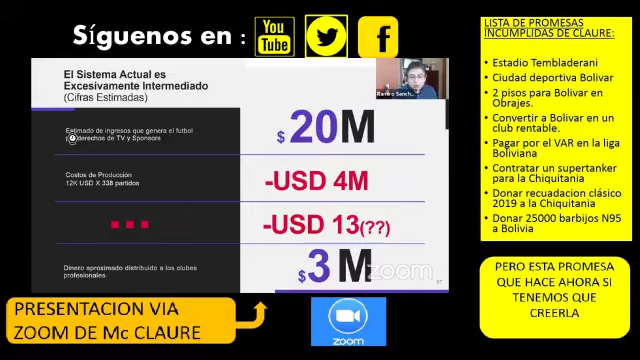 Síguenos en :
You
Tube
f
El Sistema Actual es
Excesivamente Intermediado
(Cifras Estimadas)
Ramiro Sanch...
Estimado de ingresos que genera el futbol
derechos de TV y Sponsors
$20M
Costos de Producción
12K USD X 338 partidos
-USD 4M
-USD 13(??)
Dinero aproximado distribuido a los clubes
profesionales
$3M
zoom
LISTA DE PROMESAS
INCUMPLIDAS DE CLAURE:
• Estadio Tembladerani
• Ciudad deportiva Bolivar
• 2 pisos para Bolivar en
Obrajes.
• Convertir a Bolivar en un
club rentable.
• Pagar por el VAR en la liga
Boliviana
• Contratar un supertanker
para la Chiquitania
• Donar recuadacion clásico
2019 a la Chiquitania
• Donar 25000 barbijos N95
a Bolivia
PERO ESTA PROMESA
QUE HACE AHORA SI
TENEMOS QUE
CREERLA
PRESENTACION VIA
ZOOM DE Mc CLAURE
zoom